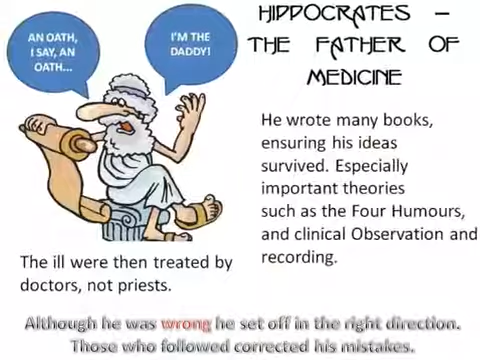 AN OATH,
I SAY, AN
OATH...
I'M THE
DADDY!
HIPPOCRATES –
THE FATHER OF
MEDICINE
He wrote many books,
ensuring his ideas
survived. Especially
important theories
such as the Four Humours,
and clinical Observation and
recording.
The ill were then treated by
doctors, not priests.
Although he was wrong he set off in the right direction.
Those who followed corrected his mistakes.